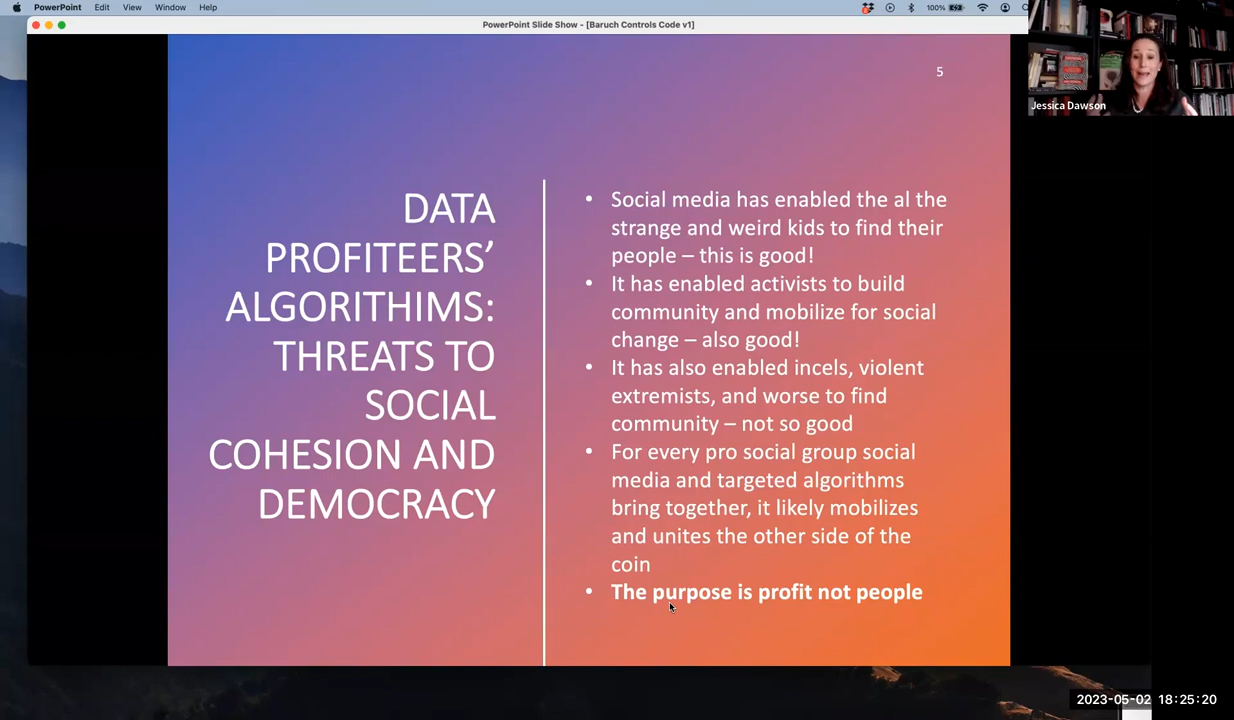 PowerPoint Edit View Window Help
100%
PowerPoint Slide Show - [Baruch Controls Code v1]
5
Jessica Dawson
DATA
PROFITEERS’
ALGORITHIMS:
THREATS TO
SOCIAL
COHESION AND
DEMOCRACY
• Social media has enabled the al the
strange and weird kids to find their
people – this is good!
• It has enabled activists to build
community and mobilize for social
change – also good!
• It has also enabled incels, violent
extremists, and worse to find
community – not so good
• For every pro social group social
media and targeted algorithms
bring together, it likely mobilizes
and unites the other side of the
coin
• The purpose is profit not people
2023-05-02 18:25:20